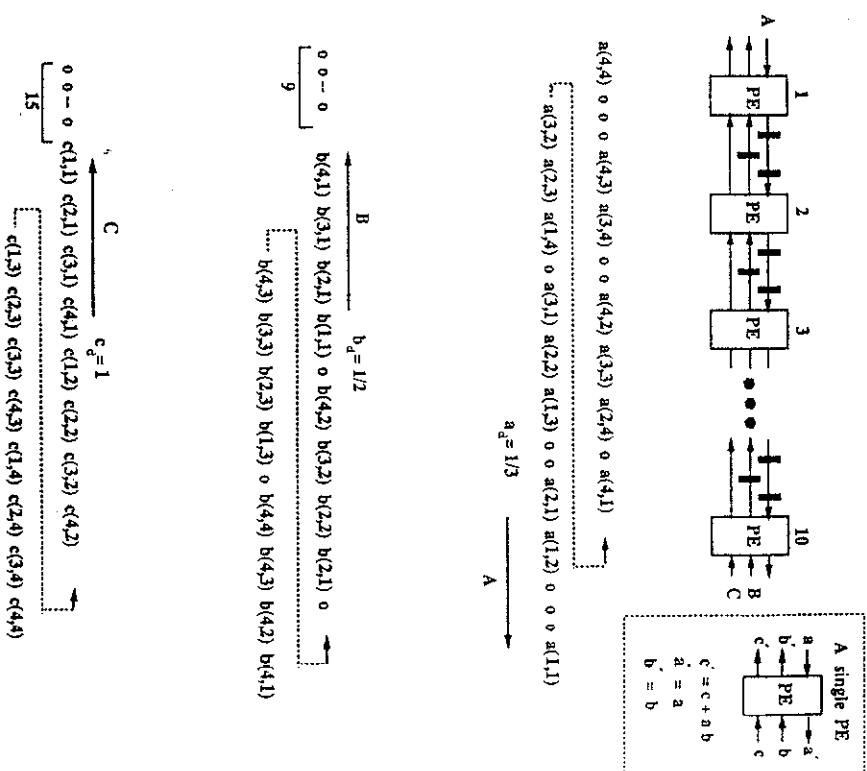 1 2 3 10
A PE PE PE PE B C
A single PE
a a'
b' PE b
c' c
c' = c + a b
a' = a
b' = b
a(4,4) o o o a(4,3) a(3,4) o o a(4,2) a(3,3) a(2,4) o a(4,1)
a(3,2) a(2,3) a(1,4) o a(3,1) a(2,2) a(1,3) o o a(2,1) a(1,2) o o o a(1,1)
a_d = 1/3 A
B b_d = 1/2
o o -- o b(4,1) b(3,1) b(2,1) b(1,1) o b(4,2) b(3,2) b(2,2) b(2,1) o
9
b(4,3) b(3,3) b(2,3) b(1,3) o b(4,4) b(4,3) b(4,2) b(4,1)
C c_d = 1
o o -- o c(1,1) c(2,1) c(3,1) c(4,1) c(1,2) c(2,2) c(3,2) c(4,2)
15
c(1,3) c(2,3) c(3,3) c(4,3) c(1,4) c(2,4) c(3,4) c(4,4)